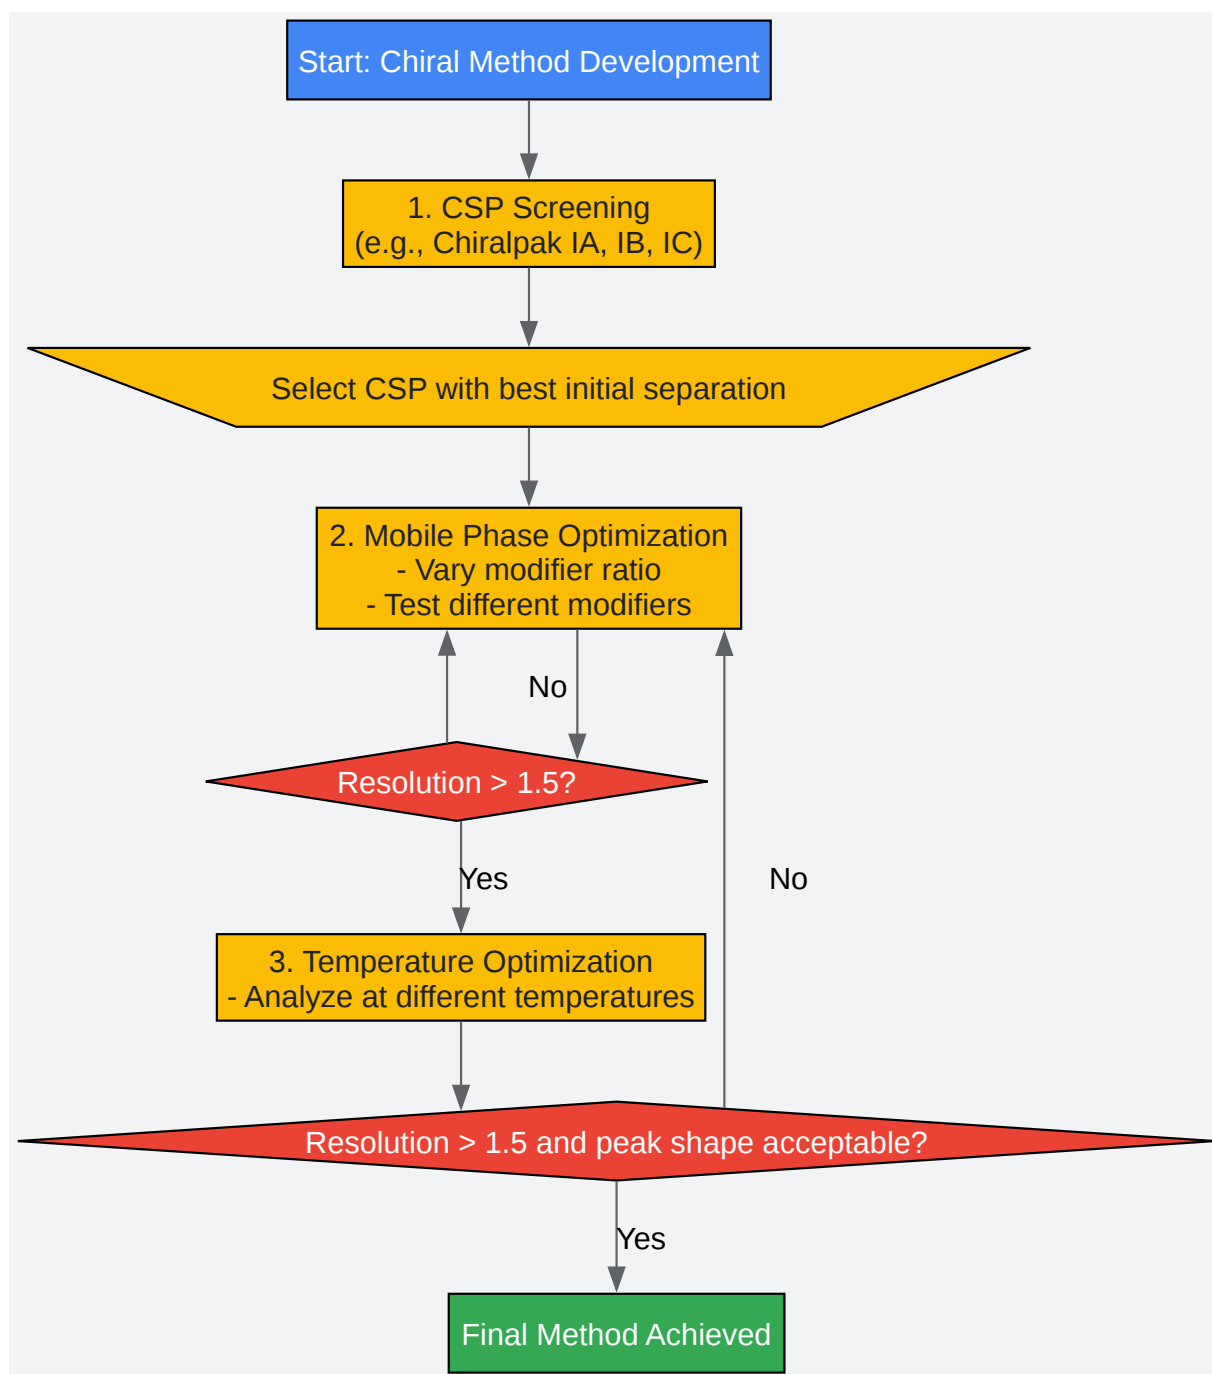 Start: Chiral Method Development
1. CSP Screening
(e.g., Chiralpak IA, IB, IC)
Select CSP with best initial separation
2. Mobile Phase Optimization
- Vary modifier ratio
- Test different modifiers
No
Resolution > 1.5?
Yes
No
3. Temperature Optimization
- Analyze at different temperatures
Resolution > 1.5 and peak shape acceptable?
Yes
Final Method Achieved